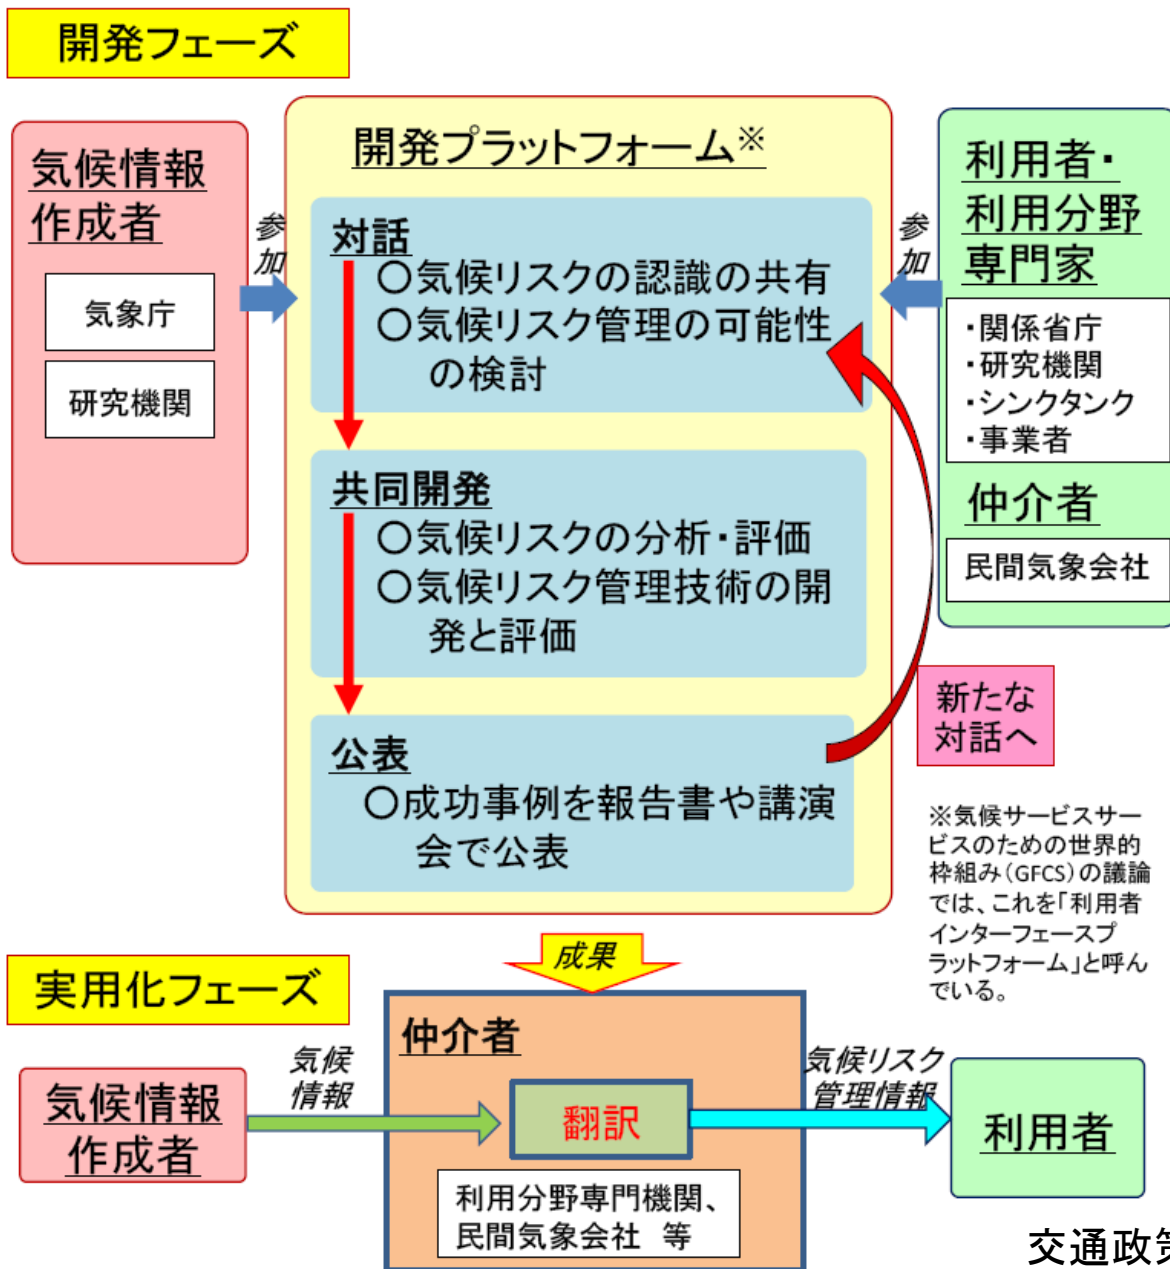 開発フェーズ
気候情報
作成者
気象庁
研究機関
参
加
開発プラットフォーム※
対話
○気候リスクの認識の共有
○気候リスク管理の可能性
の検討
共同開発
○気候リスクの分析・評価
○気候リスク管理技術の開
発と評価
公表
○成功事例を報告書や講演
会で公表
参
加
利用者・
利用分野
専門家
・関係省庁
・研究機関
・シンクタンク
・事業者
仲介者
民間気象会社
新たな
対話へ
※気候サービスサー
ビスのための世界的
枠組み(GFCS)の議論
では、これを「利用者
インターフェースプ
ラットフォーム」と呼ん
でいる。
成果
実用化フェーズ
気候情報
作成者
気候
情報
仲介者
翻訳
利用分野専門機関、
民間気象会社 等
気候リスク
管理情報
利用者
交通政策